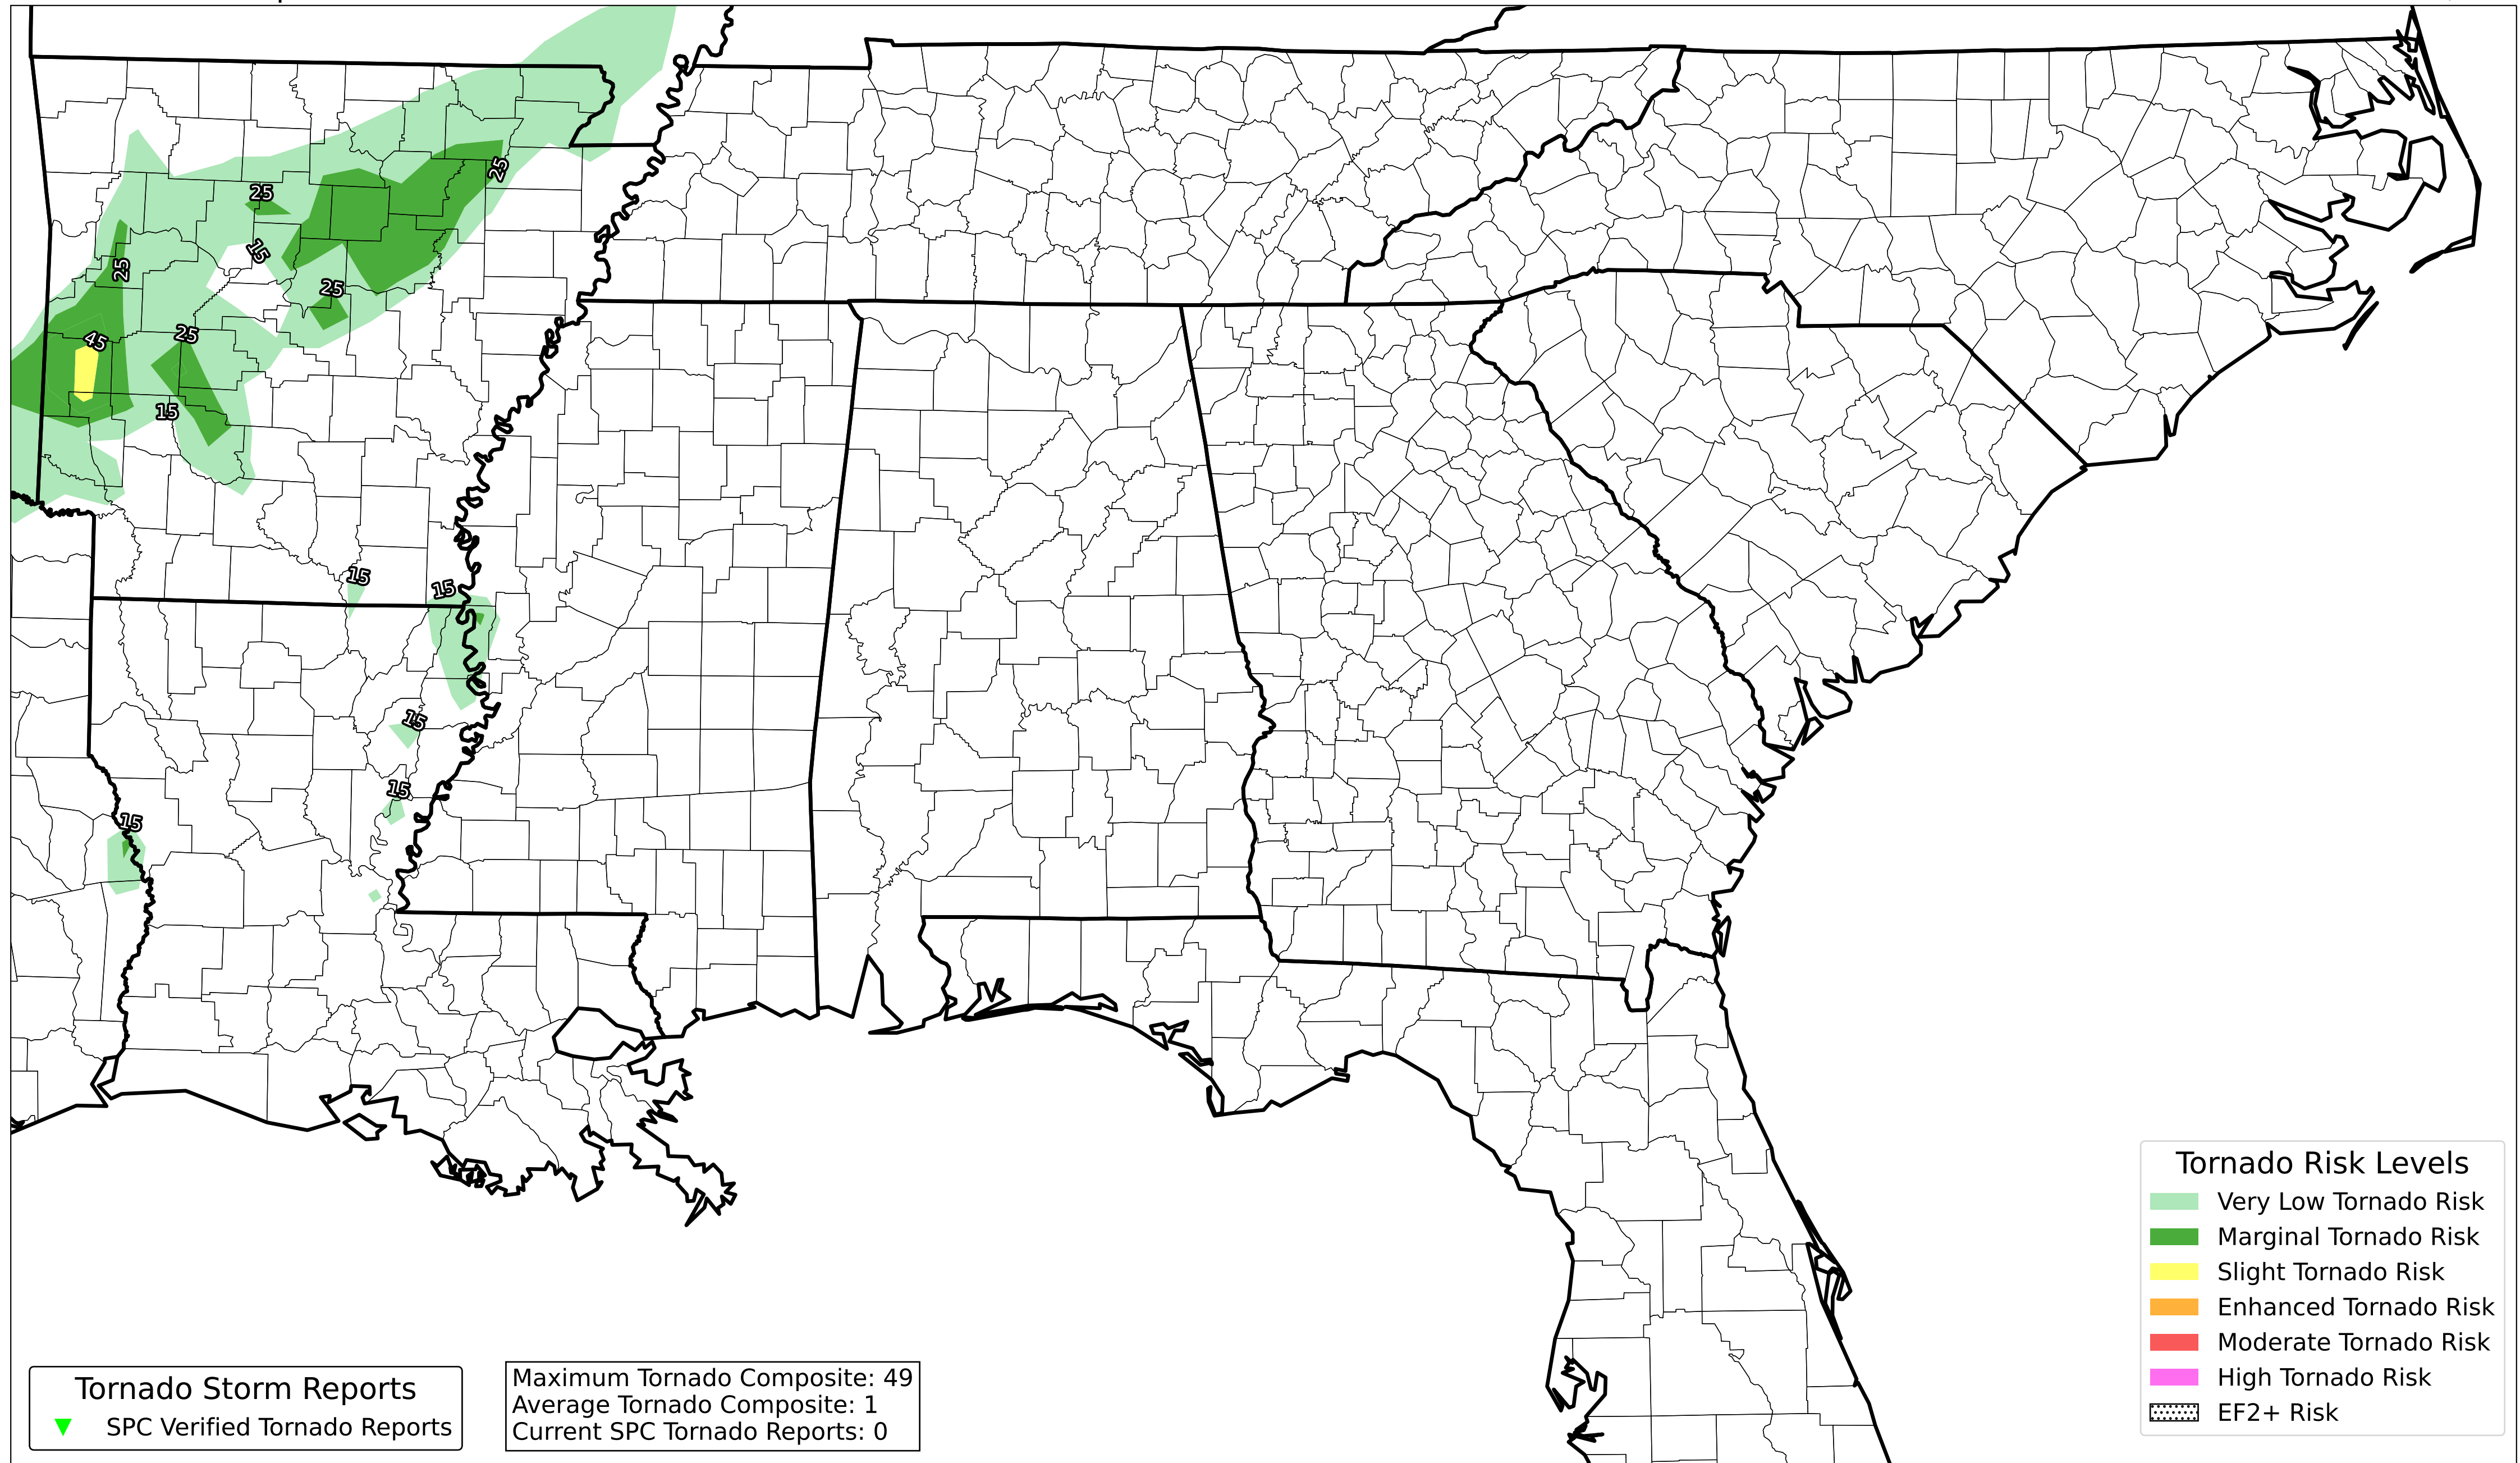 25
25
15
25
25
25
45
15
15
15
15
15
15
Tornado Risk Levels
Very Low Tornado Risk
Marginal Tornado Risk
Slight Tornado Risk
Enhanced Tornado Risk
Moderate Tornado Risk
High Tornado Risk
EF2+ Risk
Tornado Storm Reports
SPC Verified Tornado Reports
Maximum Tornado Composite: 49
Average Tornado Composite: 1
Current SPC Tornado Reports: 0